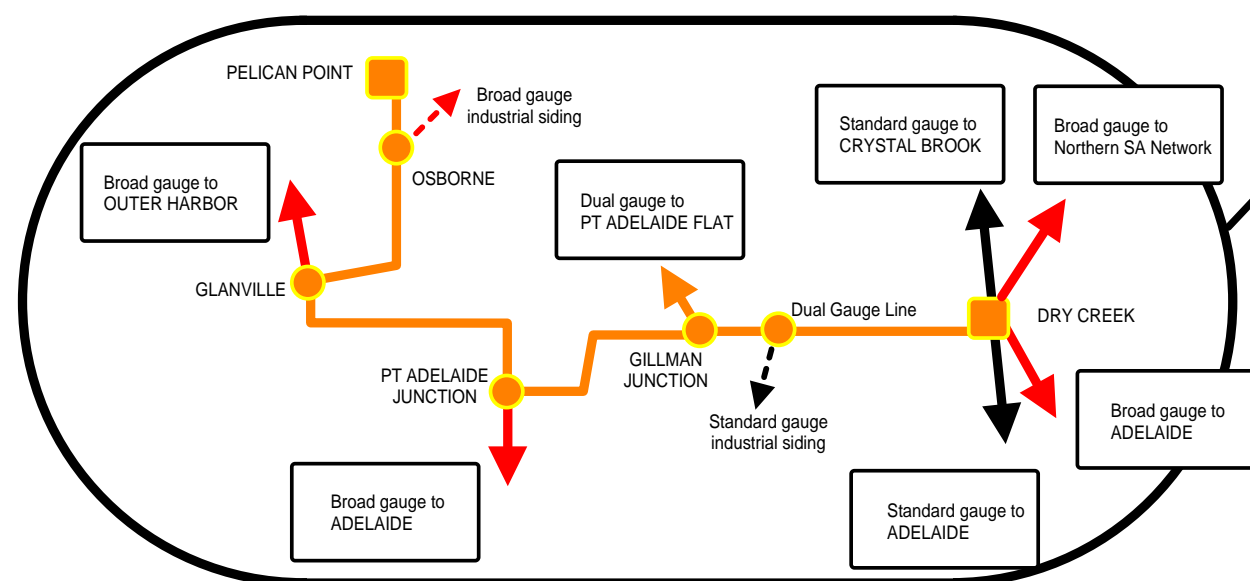 PELICAN POINT
Broad gauge
industrial siding
OSBORNE
Broad gauge to
OUTER HARBOR
GLANVILLE
PT ADELAIDE
JUNCTION
Broad gauge to
ADELAIDE
Dual gauge to
PT ADELAIDE FLAT
GILLMAN
JUNCTION
Dual Gauge Line
Standard gauge
industrial siding
Standard gauge to
CRYSTAL BROOK
Broad gauge to
Northern SA Network
DRY CREEK
Broad gauge to
ADELAIDE
Standard gauge to
ADELAIDE